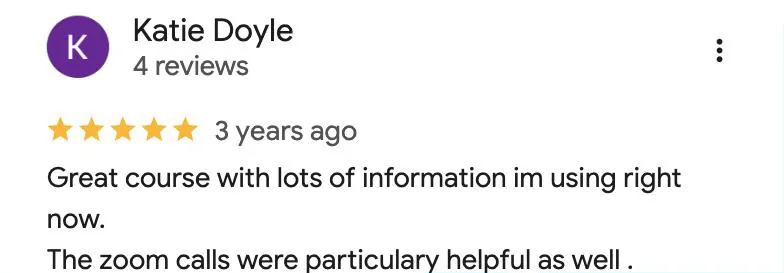 K
Katie Doyle
4 reviews
3 years ago
Great course with lots of information im using right
now.
The zoom calls were particulary helpful as well .